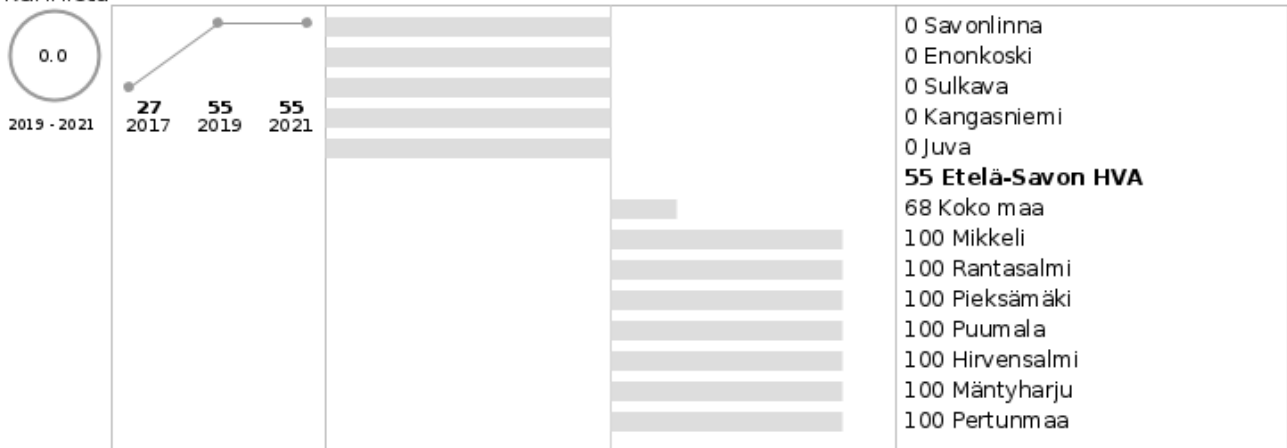 0.0
2019 - 2021
27 55 55
2017 2019 2021
0 Savonlinna
0 Enonkoski
0 Sulkava
0 Kangasniemi
0 Juva
55 Etelä-Savon HVA
68 Koko maa
100 Mikkeli
100 Rantasalmi
100 Pieksämäki
100 Puumala
100 Hirvensalmi
100 Mäntyharju
100 Pertunmaa